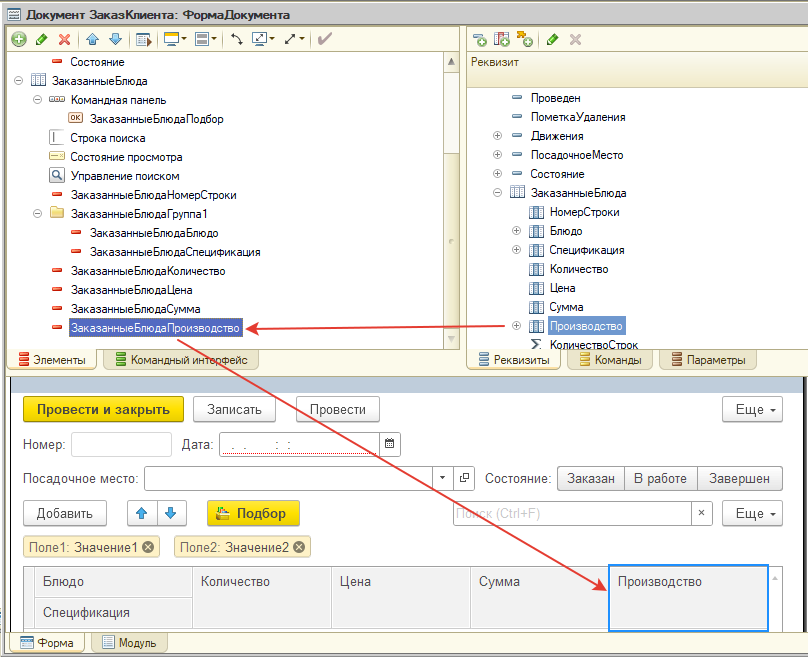 Документ ЗаказКлиента: ФормаДокумента
Состояние
ЗаказанныеБлюда
Командная панель
OK ЗаказанныеБлюдаПодбор
Строка поиска
Состояние просмотра
Управление поиском
ЗаказанныеБлюдаНомерСтроки
ЗаказанныеБлюдаГруппа1
ЗаказанныеБлюдаБлюдо
ЗаказанныеБлюдаСпецификация
ЗаказанныеБлюдаКоличество
ЗаказанныеБлюдаЦена
ЗаказанныеБлюдаСумма
ЗаказанныеБлюдаПроизводство
Элементы Командный интерфейс
Реквизит
Проведен
ПометкаУдаления
Движения
ПосадочноеМесто
Состояние
ЗаказанныеБлюда
НомерСтроки
Блюдо
Спецификация
Количество
Цена
Сумма
Производство
Σ КоличествоСтрок
Реквизиты Команды Параметры
Провести и закрыть Записать Провести Еще
Номер: Дата: . . : :
Посадочное место: Состояние: Заказан В работе Завершен
Добавить Подбор Поиск (Ctrl+F) × Еще
Поле1: Значение1 Поле2: Значение2
Блюдо Количество Цена Сумма Производство
Спецификация
Форма Модуль